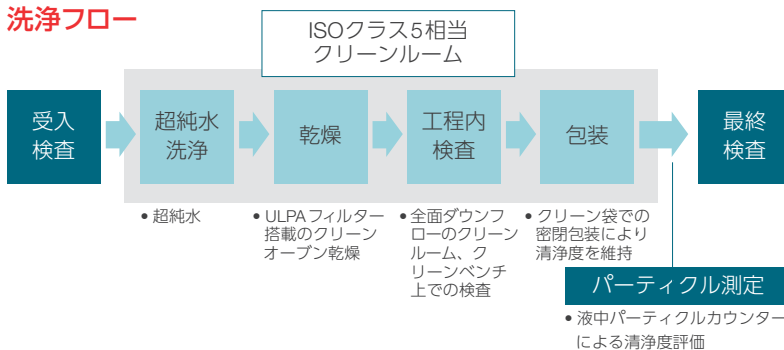 洗浄フロー
ISOクラス5相当
クリーンルーム
受入
検査
超純水
洗浄
乾燥
工程内
検査
包装
最終
検査
• 超純水
• ULPAフィルター
搭載のクリーン
オーブン乾燥
• 全面ダウンフ
ローのクリーン
ルーム、ク
リーンベンチ
上での検査
• クリーン袋での
密閉包装により
清浄度を維持
パーティクル測定
• 液中パーティクルカウンター
による清浄度評価